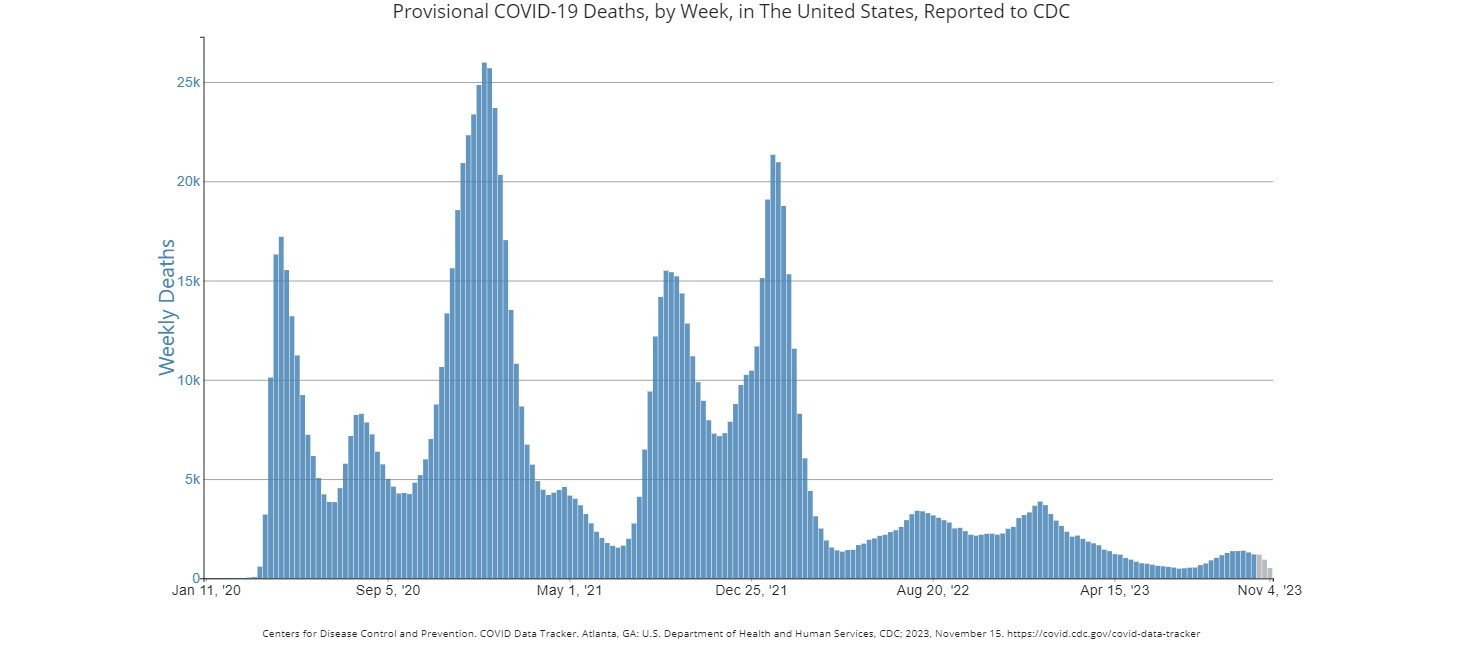 Provisional COVID-19 Deaths, by Week, in The United States, Reported to CDC
25k
20k
15k
10k
5k
0
Weekly Deaths
Jan 11, '20
Sep 5, '20
May 1, '21
Dec 25, '21
Aug 20, '22
Apr 15, '23
Nov 4, '23
Centers for Disease Control and Prevention. COVID Data Tracker. Atlanta, GA: U.S. Department of Health and Human Services, CDC; 2023, November 15. https://covid.cdc.gov/covid-data-tracker